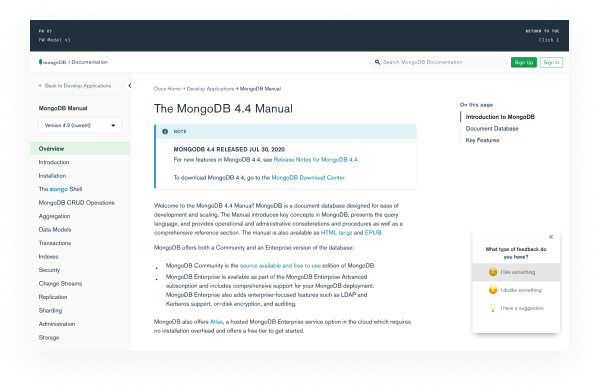 PG 03
RETURN TO TOC
FW Modal v1
Click 1
mongoDB. | Documentation
Search MongoDB Documentation
Sign Up
Sign In
← Back to Develop Applications
Docs Home → Develop Applications → MongoDB Manual
MongoDB Manual
Version 4.2 (current)
Overview
Introduction
Installation
The mongo Shell
MongoDB CRUD Operations
Aggregation
Data Models
Transactions
Indexes
Security
Change Streams
Replication
Sharding
Administration
Storage
The MongoDB 4.4 Manual
NOTE
MONGODB 4.4 RELEASED JUL 30, 2020
For new features in MongoDB 4.4, see Release Notes for MongoDB 4.4.
To download MongoDB 4.4, go to the MongoDB Download Center.
Welcome to the MongoDB 4.4 Manual! MongoDB is a document database designed for ease of
development and scaling. The Manual introduces key concepts in MongoDB, presents the query
language, and provides operational and administrative considerations and procedures as well as a
comprehensive reference section. The manual is also available as HTML tar.gz and EPUB.
MongoDB offers both a Community and an Enterprise version of the database:
• MongoDB Community is the source available and free to use edition of MongoDB.
• MongoDB Enterprise is available as part of the MongoDB Enterprise Advanced
subscription and includes comprehensive support for your MongoDB deployment.
MongoDB Enterprise also adds enterprise-focused features such as LDAP and
Kerberos support, on-disk encryption, and auditing.
MongoDB also offers Atlas, a hosted MongoDB Enterprise service option in the cloud which requires
no installation overhead and offers a free tier to get started.
On this page
Introduction to MongoDB
Document Database
Key Features
What type of feedback do
you have?
I like something
I dislike something
I have a suggestion